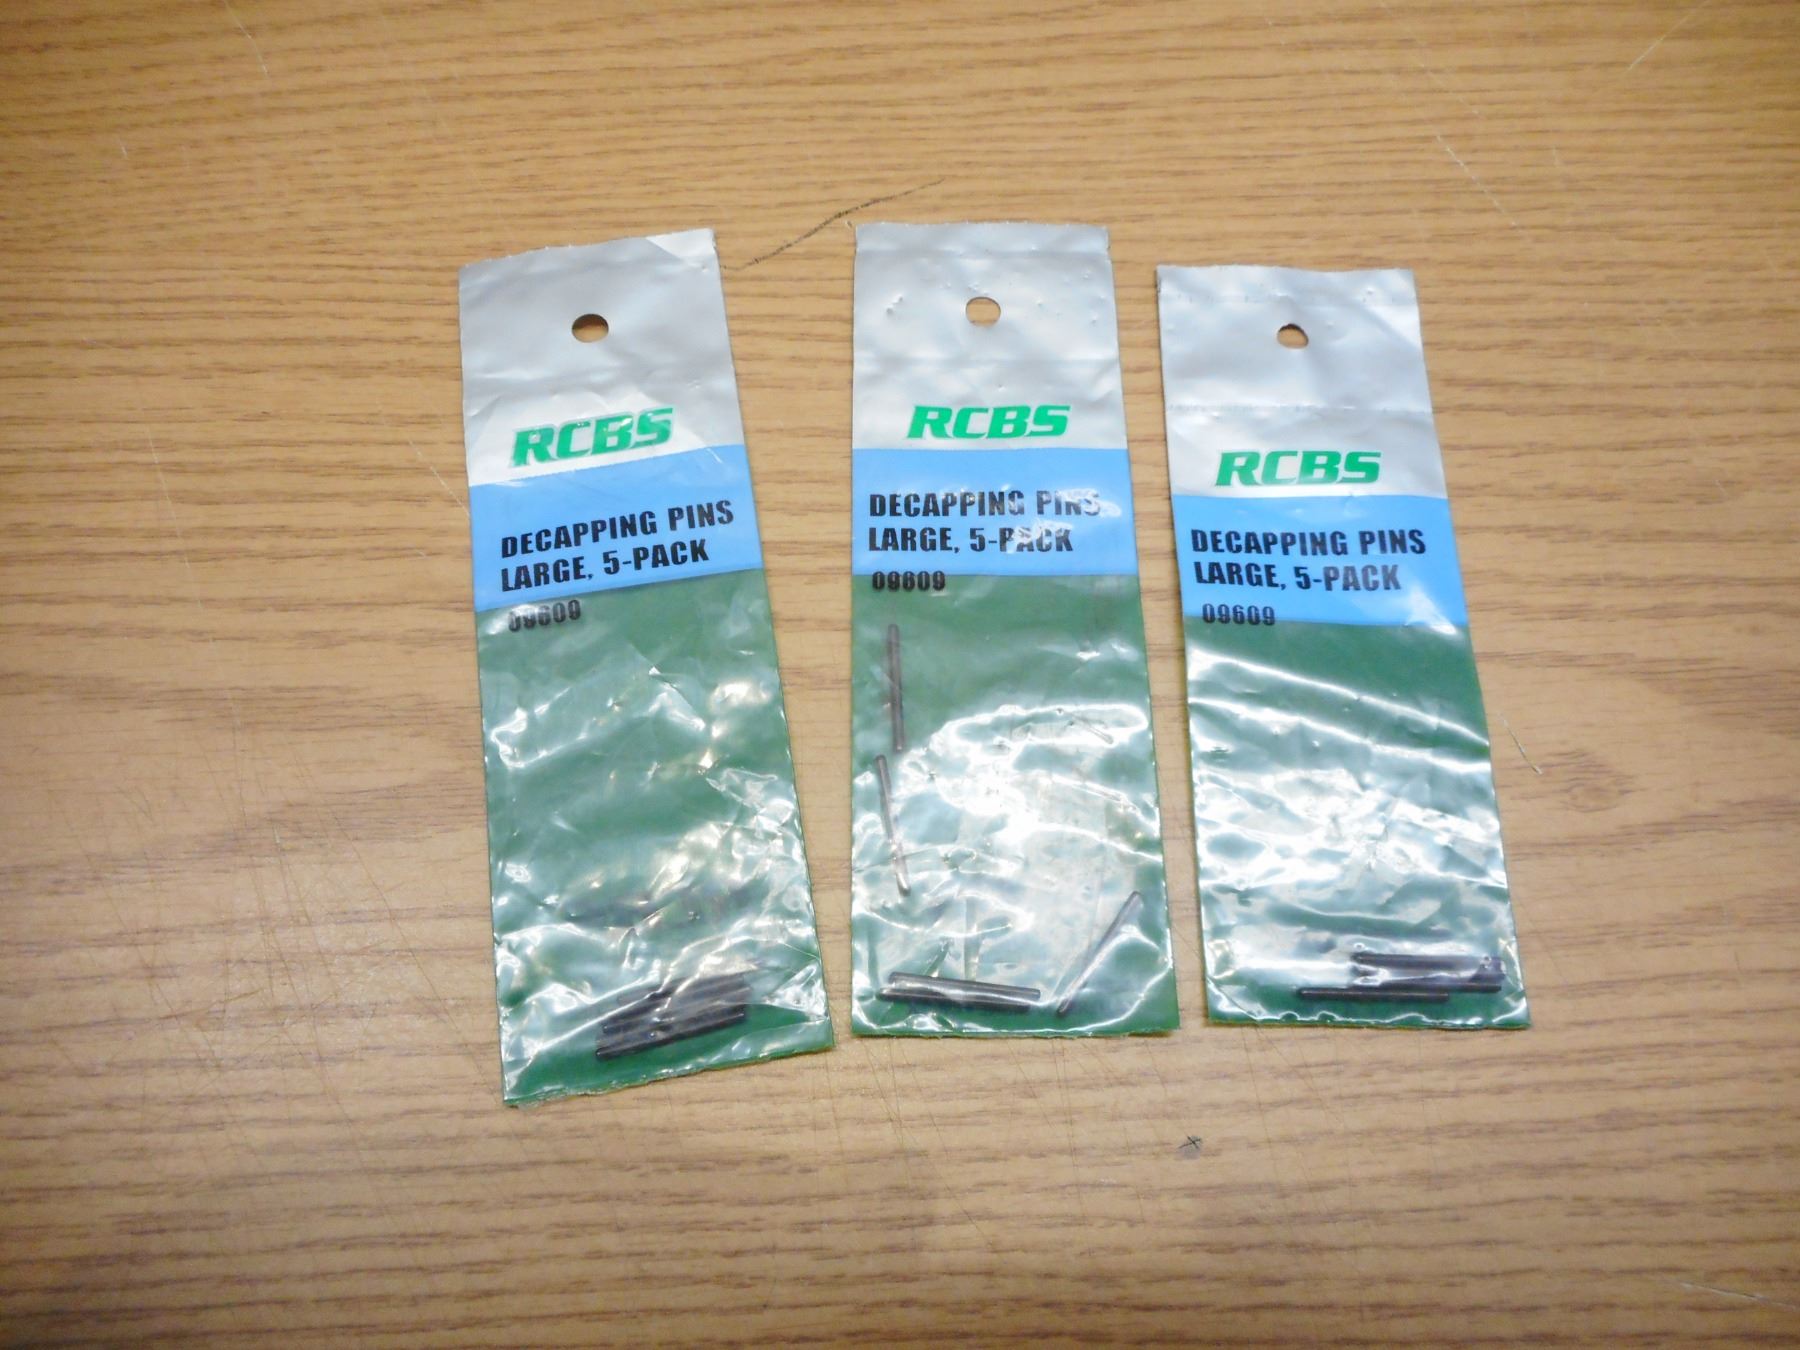 RCBS
DECAPPING PINS
LARGE, 5-PACK
09609
RCBS
DECAPPING PINS
LARGE, 5-PACK
09609
RCBS
DECAPPING PINS
LARGE, 5-PACK
09609